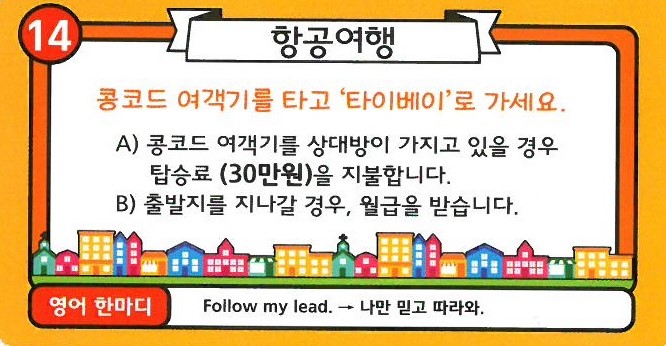 14
항공여행
콩코드 여객기를 타고 ‘타이베이’로 가세요.
A) 콩코드 여객기를 상대방이 가지고 있을 경우
탑승료 (30만원)을 지불합니다.
B) 출발지를 지나갈 경우, 월급을 받습니다.
영어 한마디
Follow my lead. → 나만 믿고 따라와.